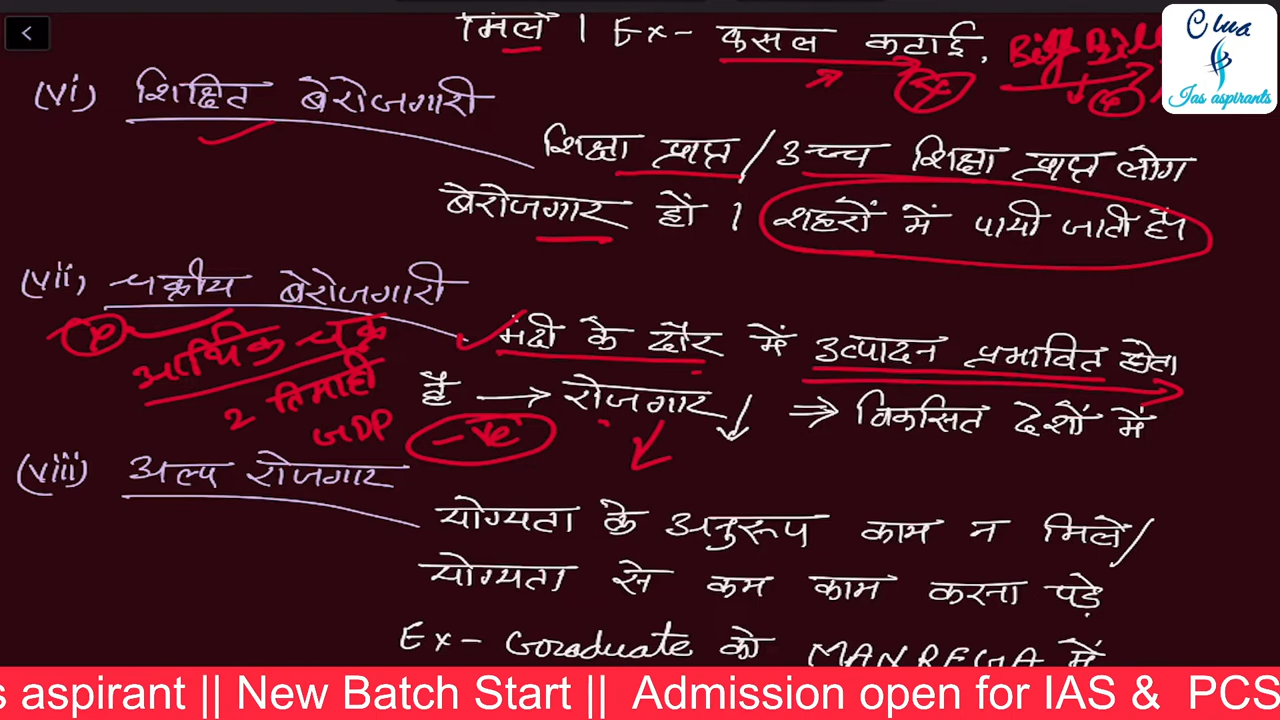 मिले । Ex- फसल कटाई,
(vi) शिक्षित बेरोजगारी
शिक्षा प्राप्त / उच्च शिक्षा प्राप्त लोग
बेरोजगार हों । शहरों में पायी जाती है।
(vii) चक्रीय बेरोजगारी
मंदी के दौर में उत्पादन प्रभावित होता
है → रोजगार ↓ ⇒ विकसित देशों में
आर्थिक चक्र
2 तिमाही
GDP -ve
(viii) अल्प रोजगार
योग्यता के अनुरूप काम न मिले/
योग्यता से कम काम करना पड़े
Ex- Graduate को MANREGA में
Clua
Ias aspirants
s aspirant || New Batch Start || Admission open for IAS & PCS